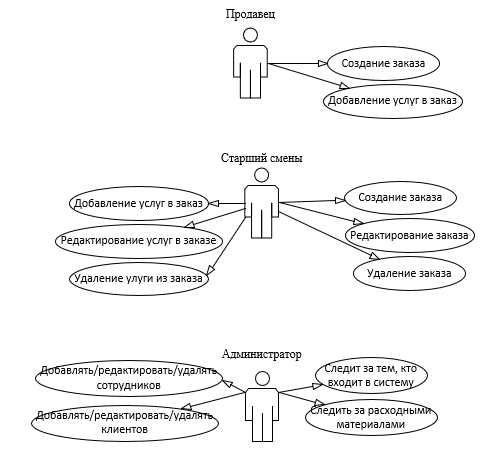 Продавец
Создание заказа
Добавление услуг в заказ
Старший смены
Добавление услуг в заказ
Создание заказа
Редактирование услуг в заказе
Редактирование заказа
Удаление улуги из заказа
Удаление заказа
Администратор
Добавлять/редактировать/удалять
сотрудников
Следит за тем, кто
входит в систему
Добавлять/редактировать/удалять
клиентов
Следить за расходными
материалами